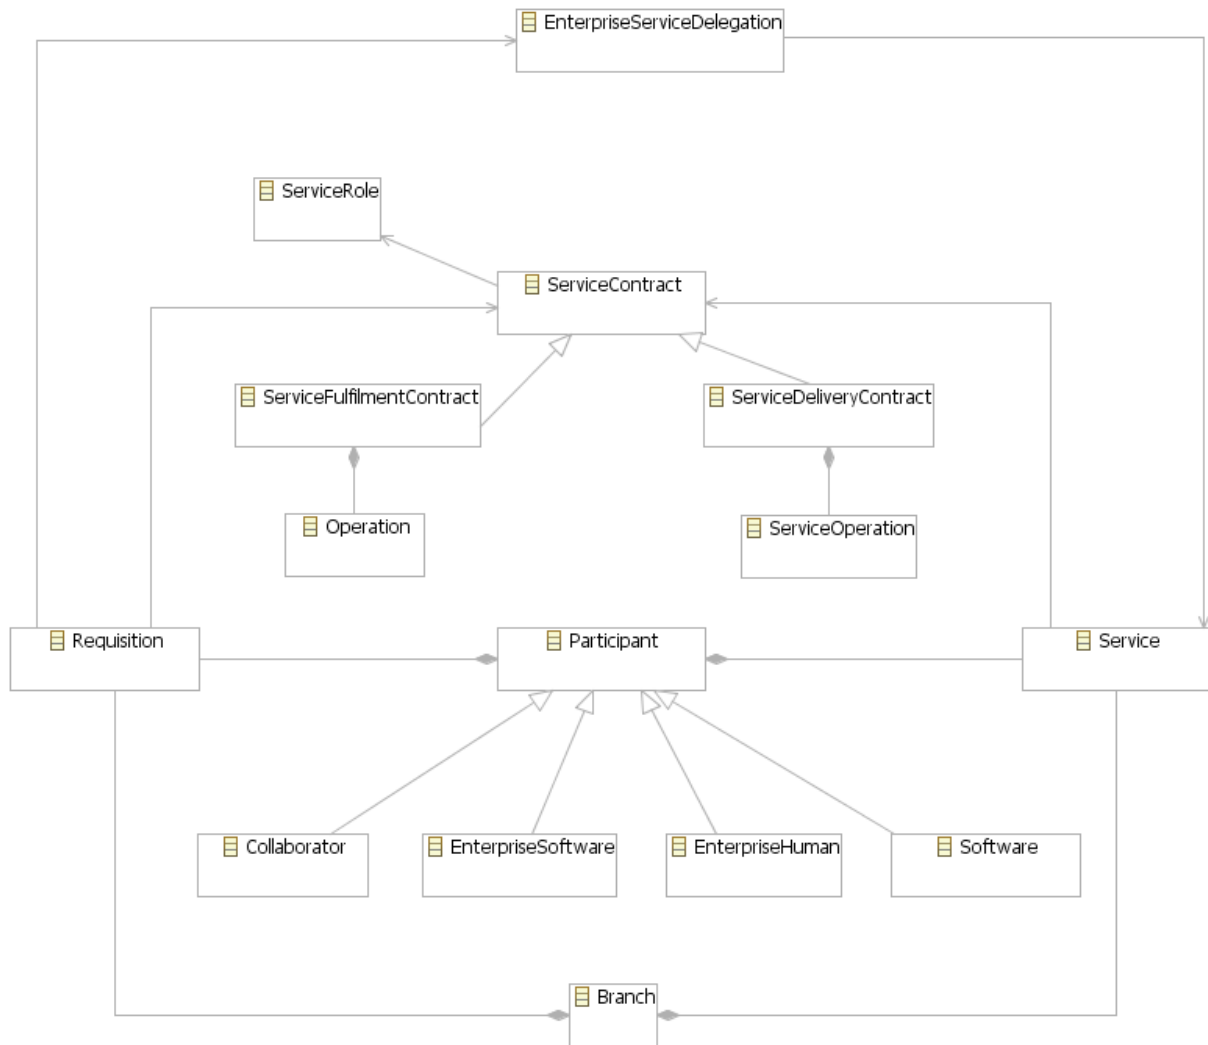 EnterpriseServiceDelegation
ServiceRole
ServiceContract
ServiceFulfilmentContract
ServiceDeliveryContract
Operation
ServiceOperation
Requisition
Participant
Service
Collaborator
EnterpriseSoftware
EnterpriseHuman
Software
Branch